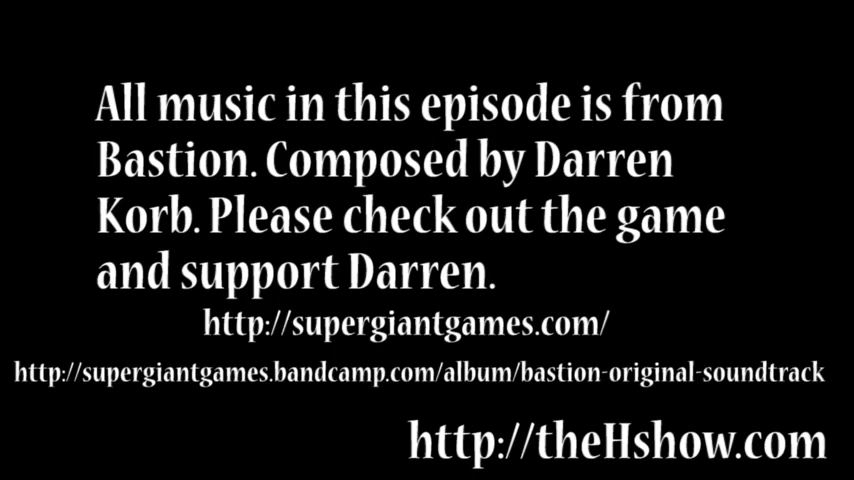 All music in this episode is from
Bastion. Composed by Darren
Korb. Please check out the game
and support Darren.
http://supergiantgames.com/
http://supergiantgames.bandcamp.com/album/bastion-original-soundtrack
http://theHshow.com